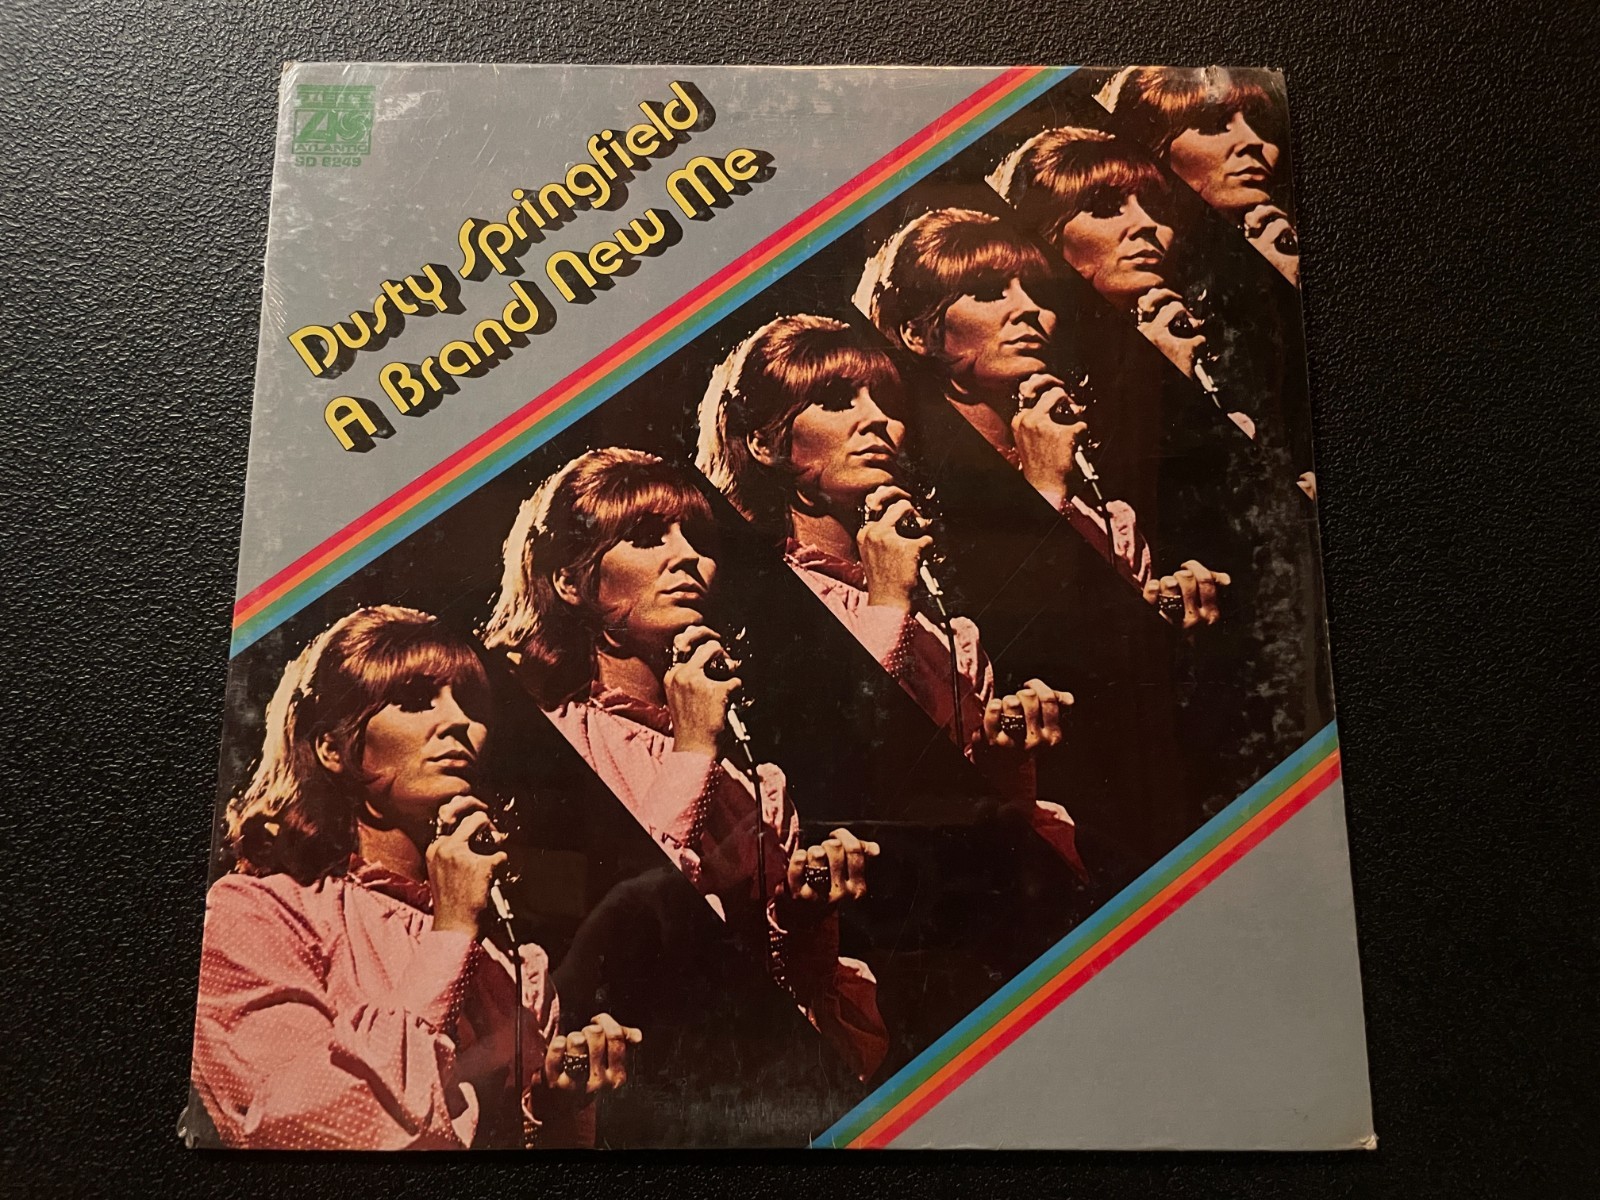 ATLANTIC
SD 8249
Dusty Springfield
A Brand New Me